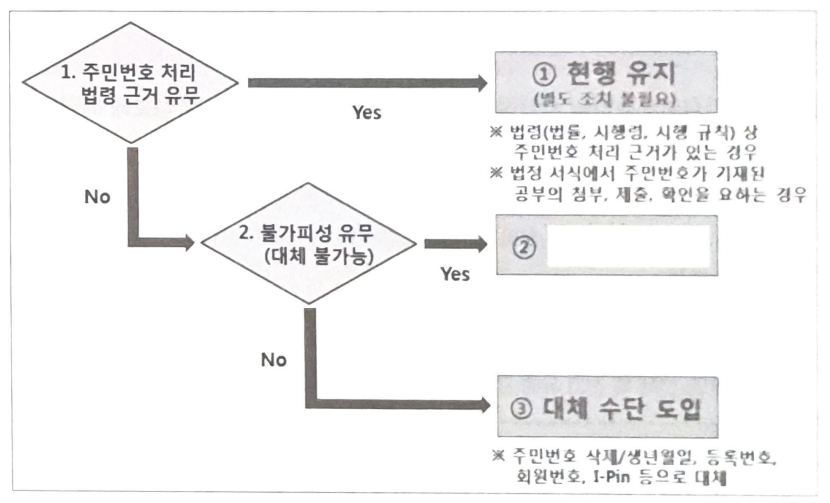 1. 주민번호 처리
법령 근거 유무
Yes
① 현행 유지
(별도 조치 불필요)
※ 법령(법률, 시행령, 시행 규칙) 상
주민번호 처리 근거가 있는 경우
※ 법정 서식에서 주민번호가 기재된
공부의 첨부, 제출, 확인을 요하는 경우
No
2. 불가피성 유무
(대체 불가능)
Yes
②
No
③ 대체 수단 도입
※ 주민번호 삭제/생년월일, 등록번호,
회원번호, I-Pin 등으로 대체